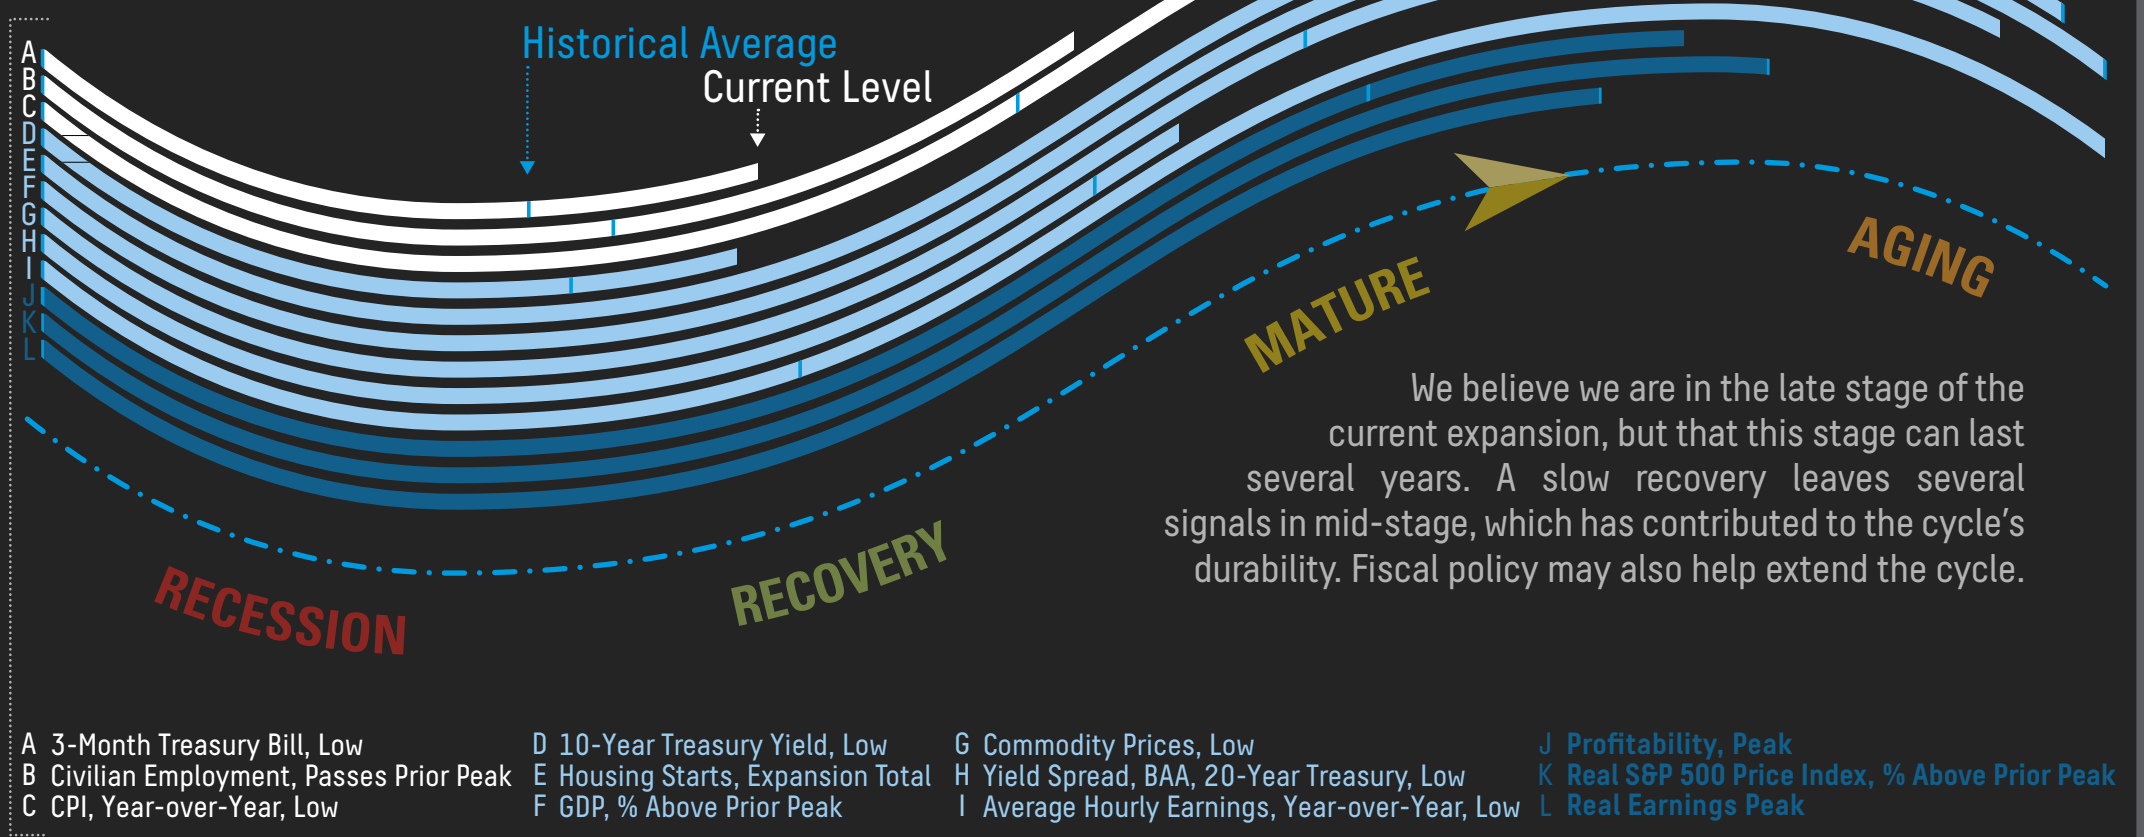 Historical Average
Current Level
A
B
C
D
E
F
G
H
I
J
K
L
MATURE
AGING
RECESSION
RECOVERY
We believe we are in the late stage of the
current expansion, but that this stage can last
several years. A slow recovery leaves several
signals in mid-stage, which has contributed to the cycle’s
durability. Fiscal policy may also help extend the cycle.
A 3-Month Treasury Bill, Low
B Civilian Employment, Passes Prior Peak
C CPI, Year-over-Year, Low
D 10-Year Treasury Yield, Low
E Housing Starts, Expansion Total
F GDP, % Above Prior Peak
G Commodity Prices, Low
H Yield Spread, BAA, 20-Year Treasury, Low
I Average Hourly Earnings, Year-over-Year, Low
J Profitability, Peak
K Real S&P 500 Price Index, % Above Prior Peak
L Real Earnings Peak